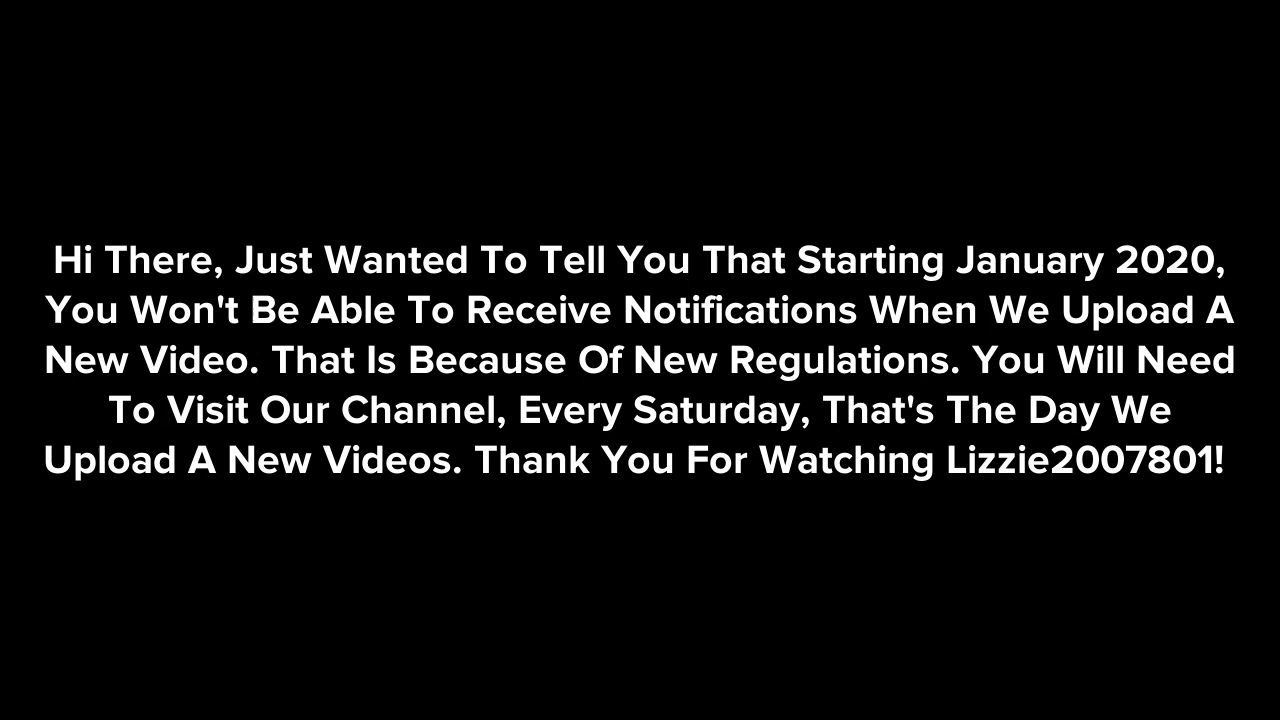 Hi There, Just Wanted To Tell You That Starting January 2020,
You Won't Be Able To Receive Notifications When We Upload A
New Video. That Is Because Of New Regulations. You Will Need
To Visit Our Channel, Every Saturday, That's The Day We
Upload A New Videos. Thank You For Watching Lizzie2007801!